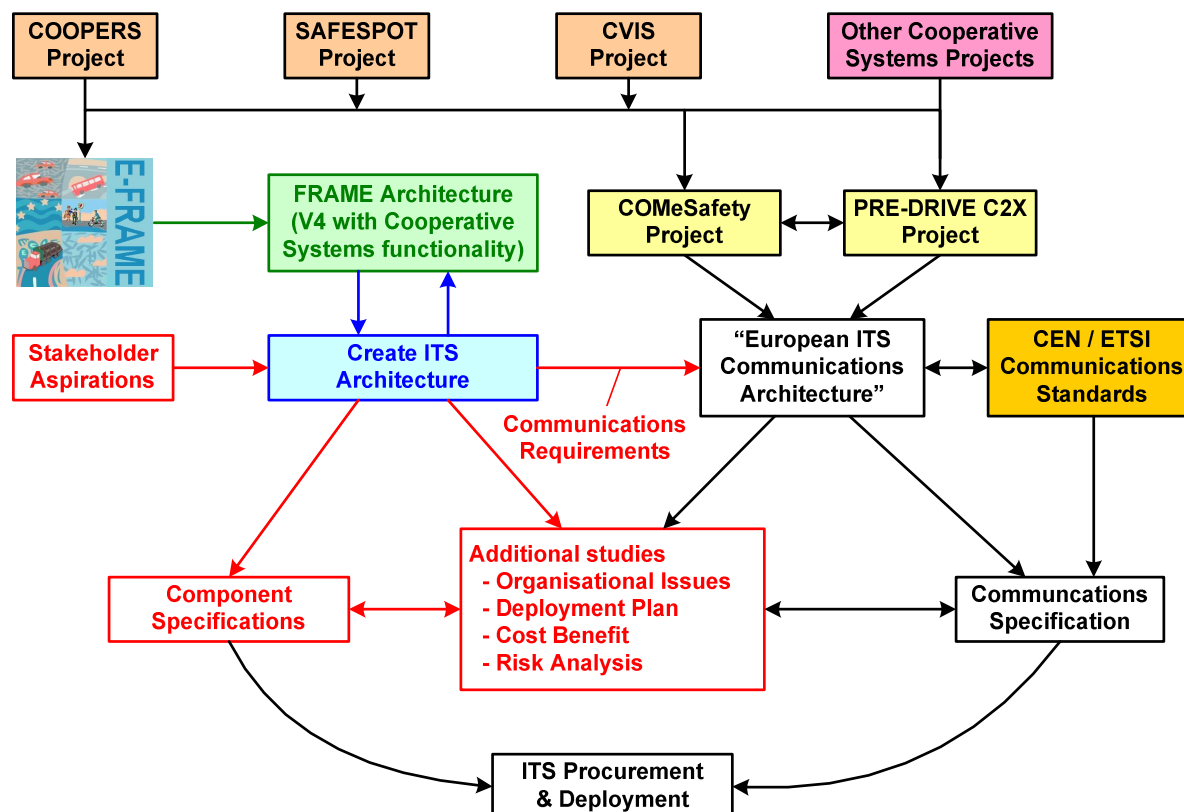 COOPERS
Project
SAFESPOT
Project
CVIS
Project
Other Cooperative
Systems Projects
E-FRAME
FRAME Architecture
(V4 with Cooperative
Systems functionality)
COMeSafety
Project
PRE-DRIVE C2X
Project
Stakeholder
Aspirations
Create ITS
Architecture
“European ITS
Communications
Architecture”
CEN / ETSI
Communications
Standards
Communications
Requirements
Additional studies
- Organisational Issues
- Deployment Plan
- Cost Benefit
- Risk Analysis
Component
Specifications
Communcations
Specification
ITS Procurement
& Deployment